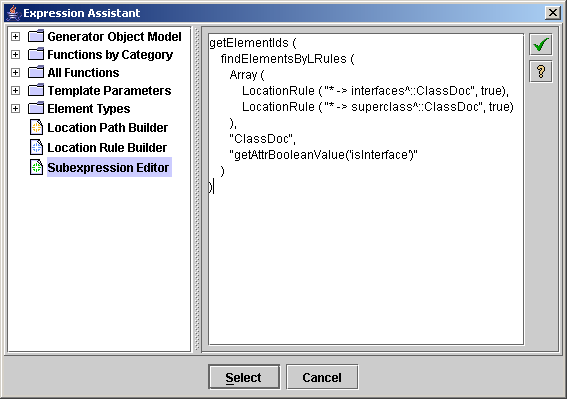 Expression Assistant
Generator Object Model
Functions by Category
All Functions
Template Parameters
Element Types
Location Path Builder
Location Rule Builder
Subexpression Editor
getElementIds (
findElementsByLRules (
Array (
LocationRule ("* -> interfaces^::ClassDoc", true),
LocationRule ("* -> superclass^::ClassDoc", true)
),
"ClassDoc",
"getAttrBooleanValue('isInterface')"
)
)
?
Select
Cancel